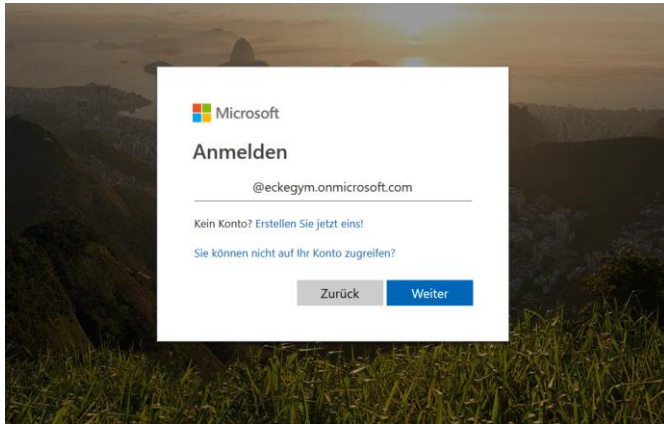 Microsoft
Anmelden
@eckegym.onmicrosoft.com
Kein Konto? Erstellen Sie jetzt eins!
Sie können nicht auf Ihr Konto zugreifen?
Zurück Weiter